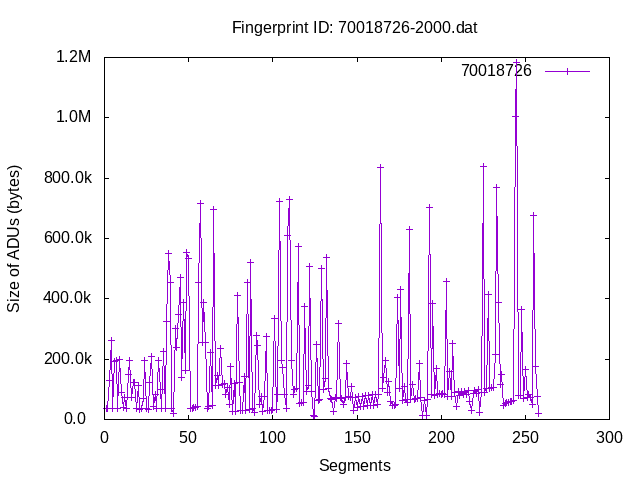 Fingerprint ID: 70018726-2000.dat
70018726
1.2M
1.0M
800.0k
600.0k
400.0k
200.0k
0.0
Size of ADUs (bytes)
0 50 100 150 200 250 300
Segments